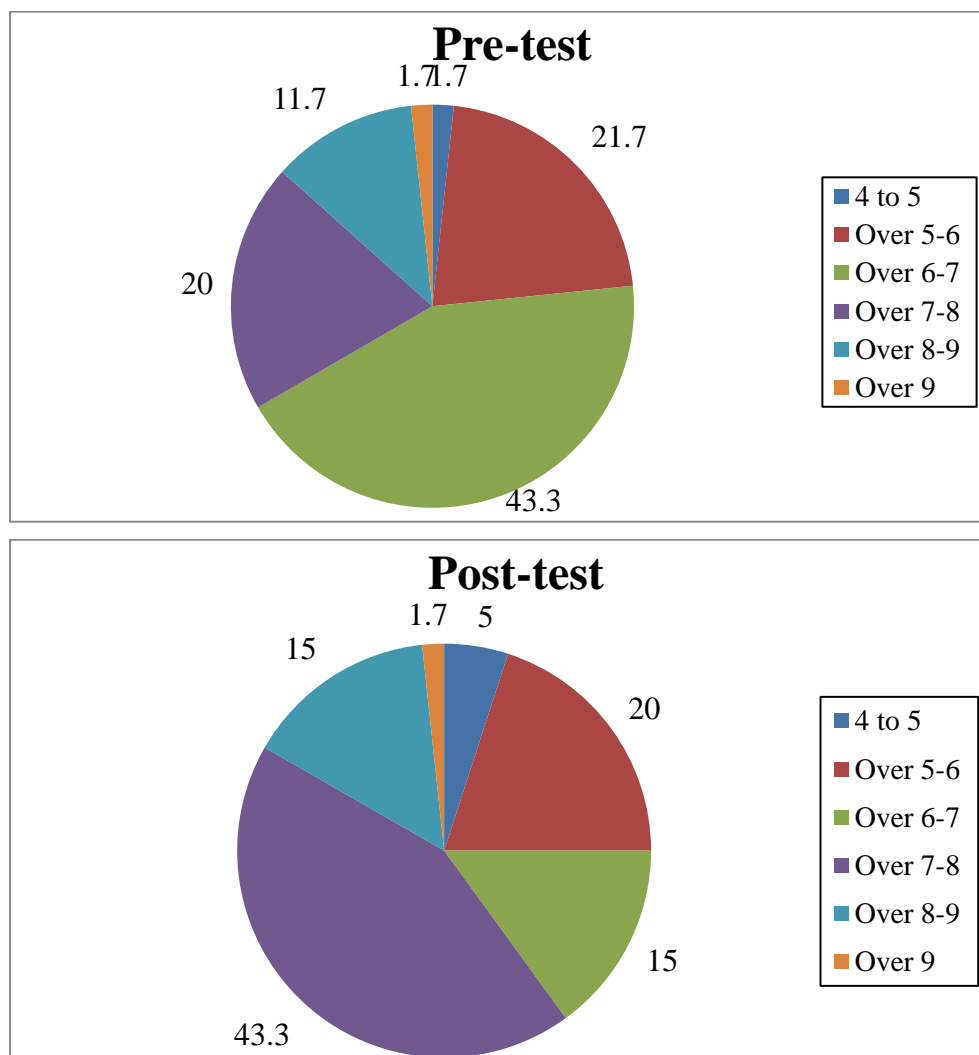 Pre-test
1.7
1.7
11.7
21.7
20
43.3
4 to 5
Over 5-6
Over 6-7
Over 7-8
Over 8-9
Over 9
Post-test
1.7
5
15
20
15
43.3
4 to 5
Over 5-6
Over 6-7
Over 7-8
Over 8-9
Over 9